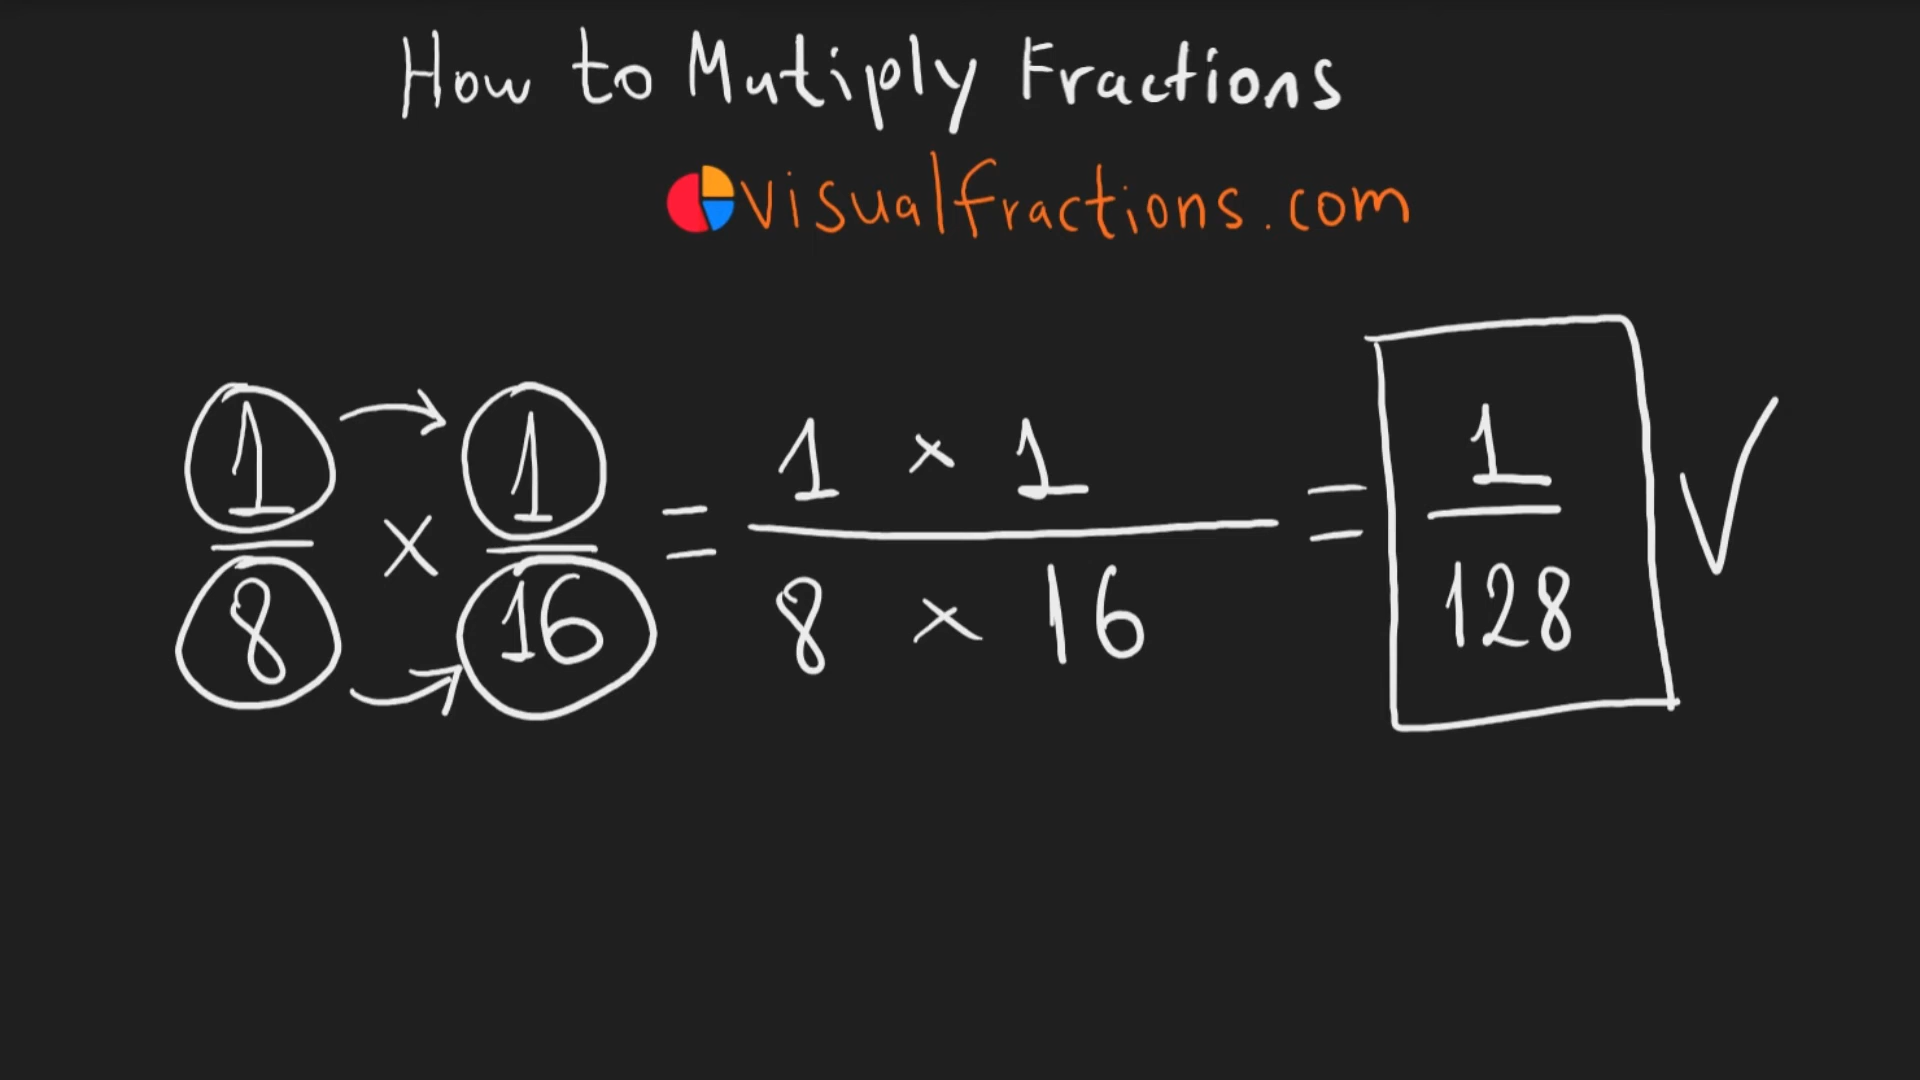 How to Mutiply Fractions
visualfractions.com
1/8 × 1/16 = 1 × 1 / 8 × 16 = 1/128 ✓